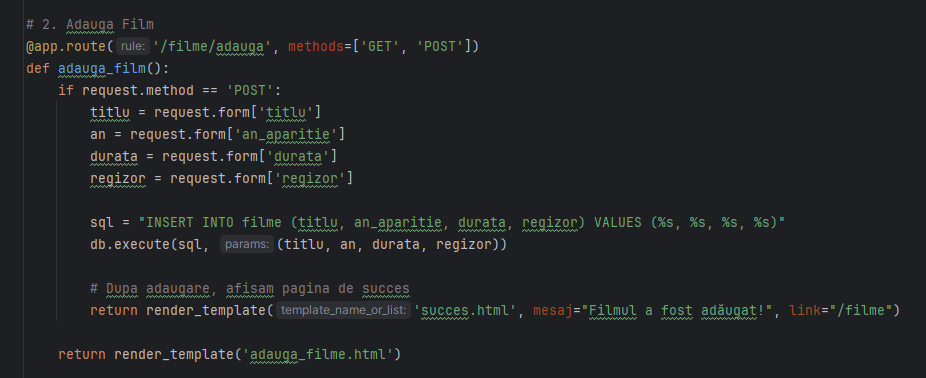 # 2. Adauga Film
@app.route( rule: '/filme/adauga', methods=['GET', 'POST'])
def adauga_film():
if request.method == 'POST':
titlu = request.form['titlu']
an = request.form['an_aparitie']
durata = request.form['durata']
regizor = request.form['regizor']
sql = "INSERT INTO filme (titlu, an_aparitie, durata, regizor) VALUES (%s, %s, %s, %s)"
db.execute(sql, params: (titlu, an, durata, regizor))
# Dupa adaugare, afisam pagina de succes
return render_template( template_name_or_list: 'succes.html', mesaj="Filmul a fost adăugat!", link="/filme")
return render_template('adauga_filme.html')